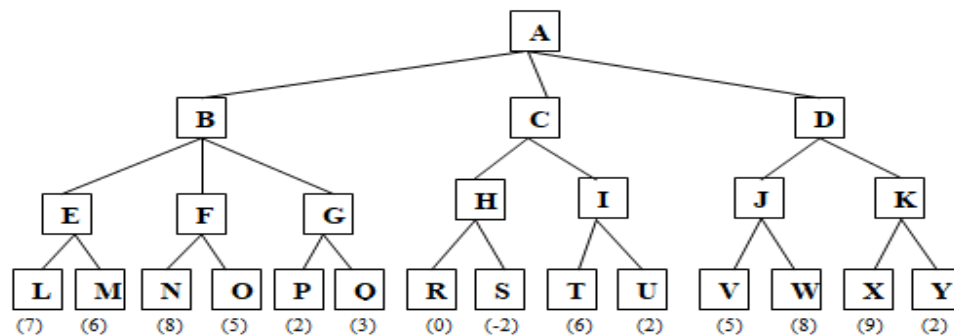 A
B C D
E F G H I J K
L M N O P Q R S T U V W X Y
(7) (6) (8) (5) (2) (3) (0) (-2) (6) (2) (5) (8) (9) (2)